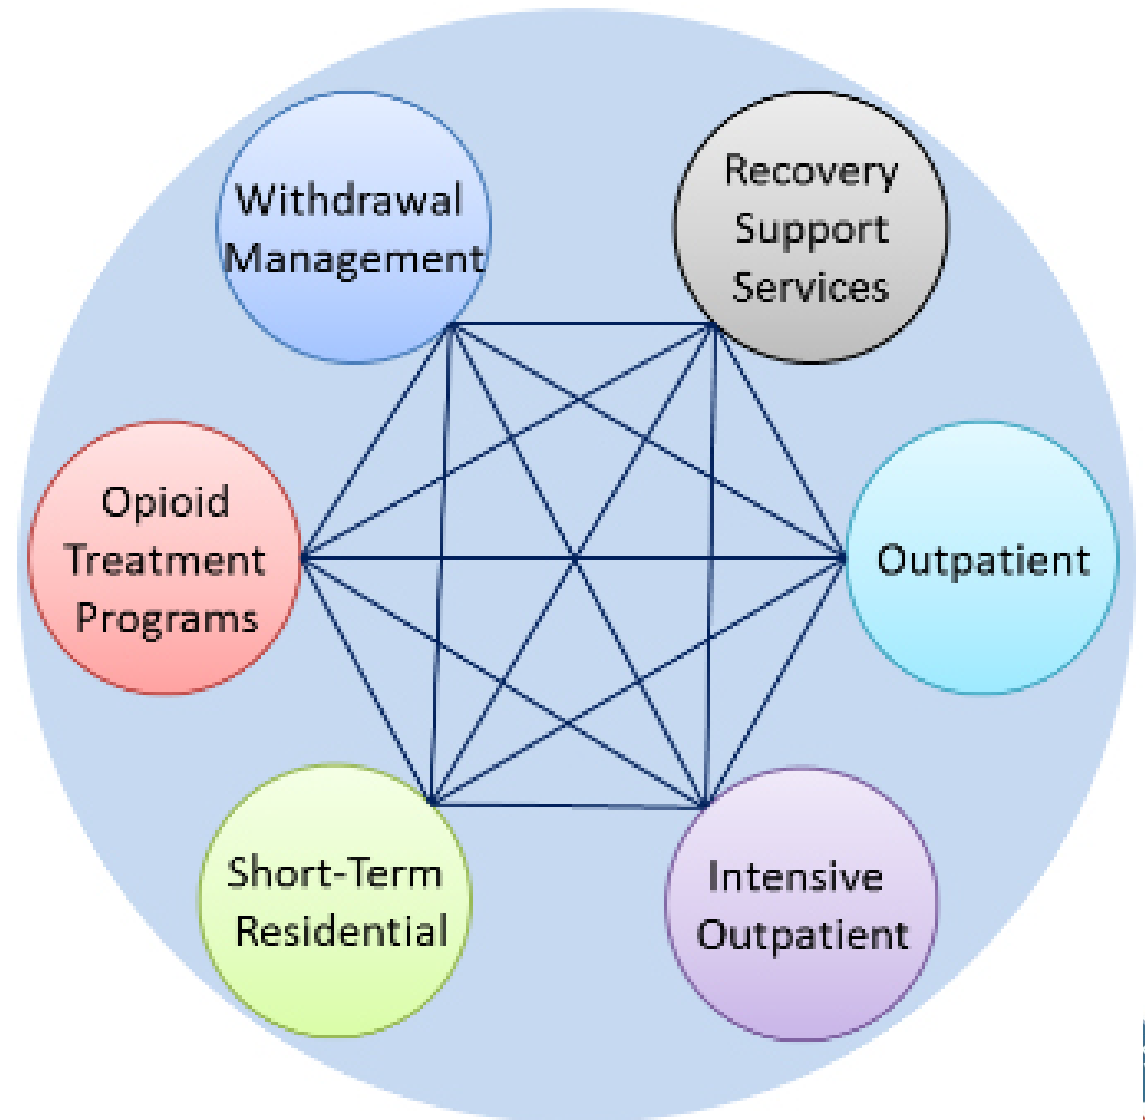 Withdrawal
Management
Recovery
Support
Services
Opioid
Treatment
Programs
Outpatient
Short-Term
Residential
Intensive
Outpatient